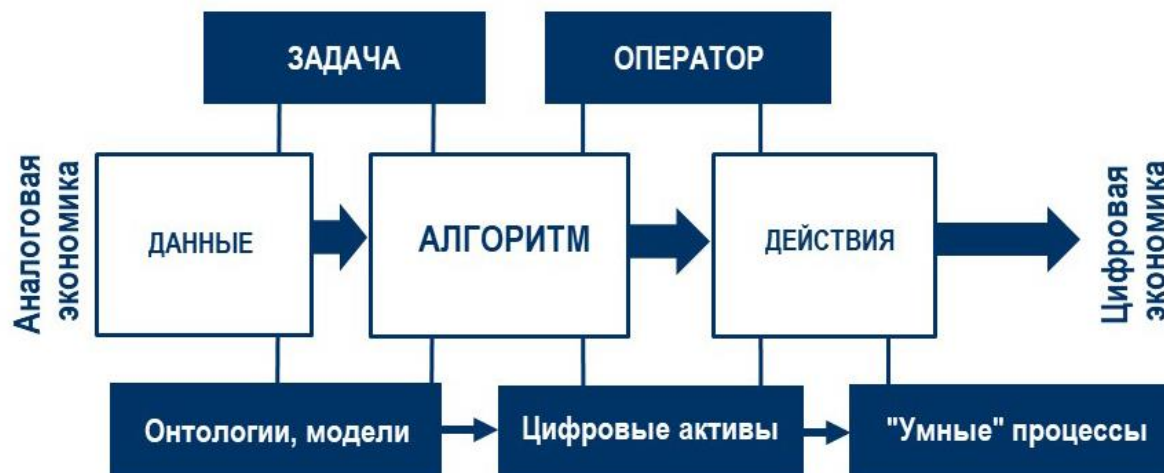 ЗАДАЧА
ОПЕРАТОР
Аналоговая
экономика
ДАННЫЕ
АЛГОРИТМ
ДЕЙСТВИЯ
Цифровая
экономика
Онтологии, модели
Цифровые активы
"Умные" процессы